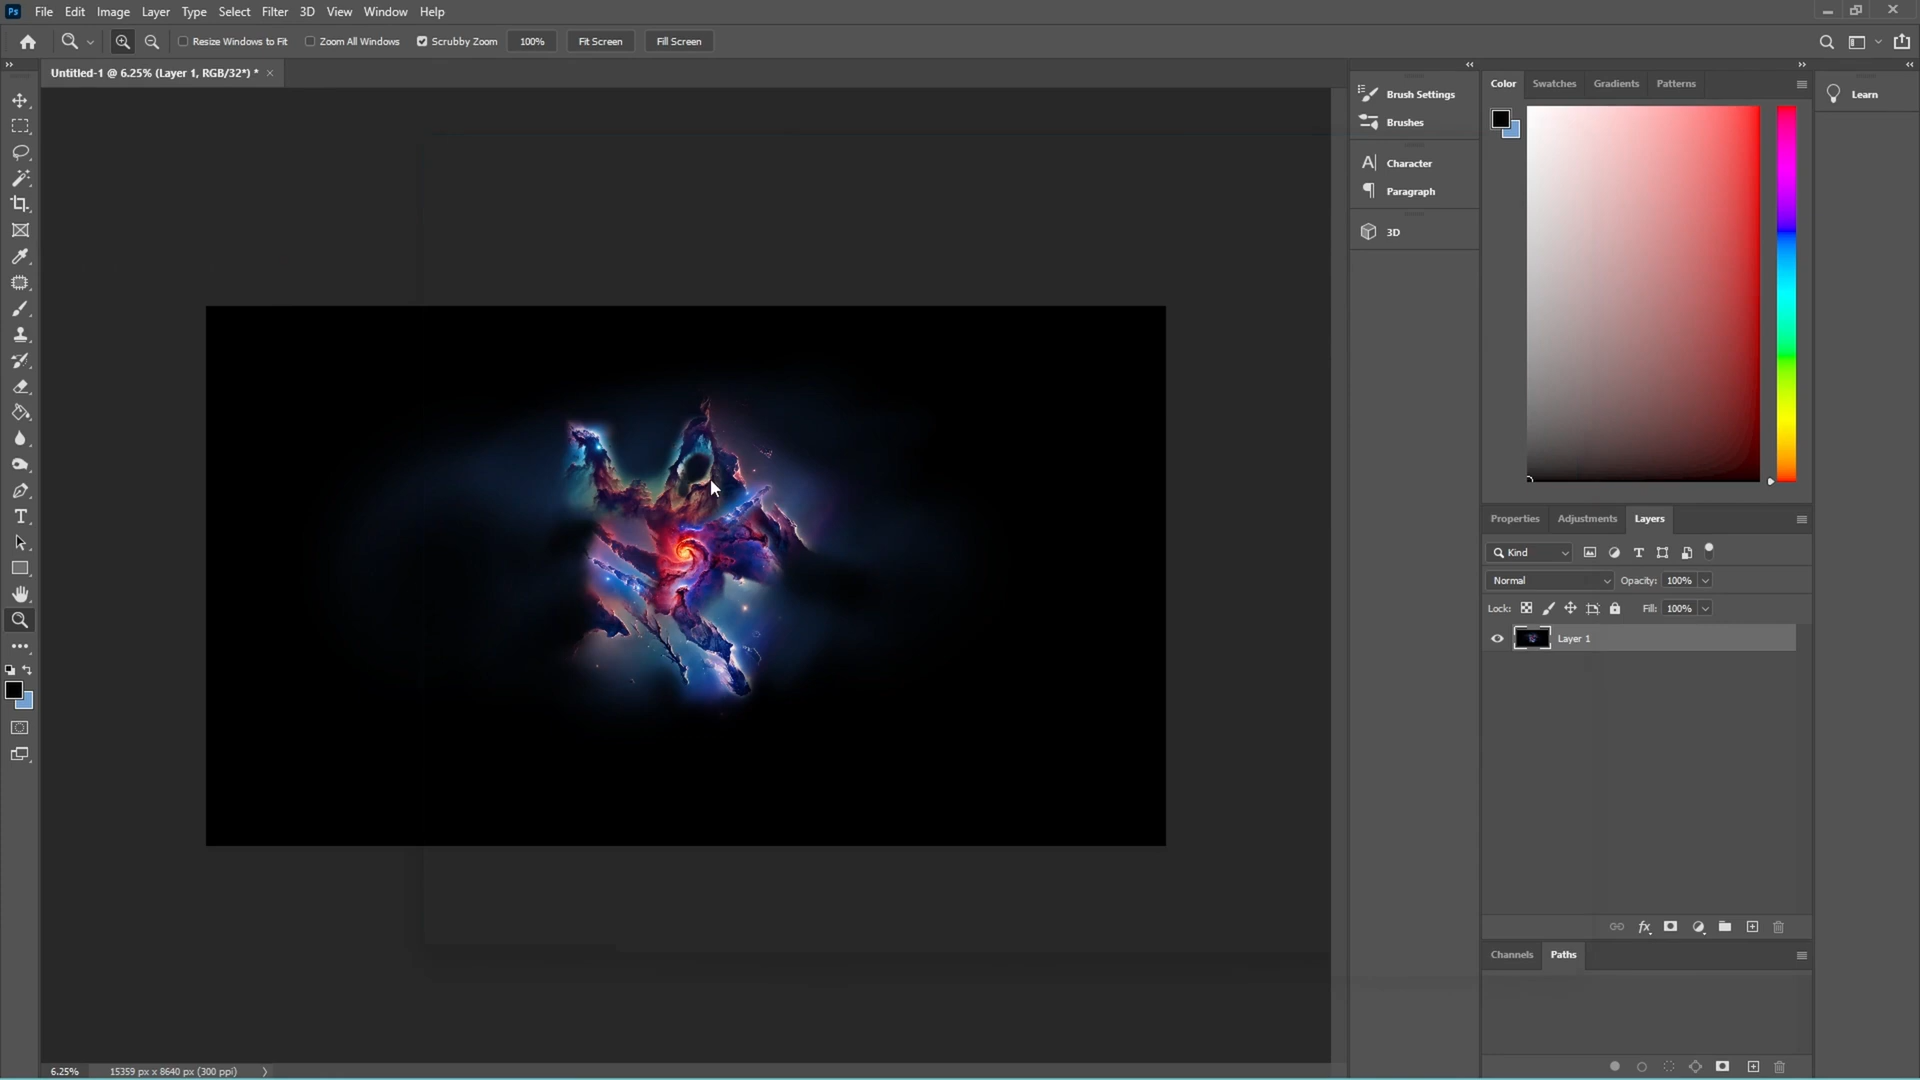 Ps File Edit Image Layer Type Select Filter 3D View Window Help
Resize Windows to Fit Zoom All Windows Scrubby Zoom 100% Fit Screen Fill Screen
Untitled-1 @ 6.25% (Layer 1, RGB/32*) *
Brush Settings
Brushes
Character
Paragraph
3D
Color Swatches Gradients Patterns
Learn
Properties Adjustments Layers
Kind
Normal Opacity: 100%
Lock: Fill: 100%
Layer 1
fx
Channels Paths
6.25% 15359 px x 8640 px (300 ppi)